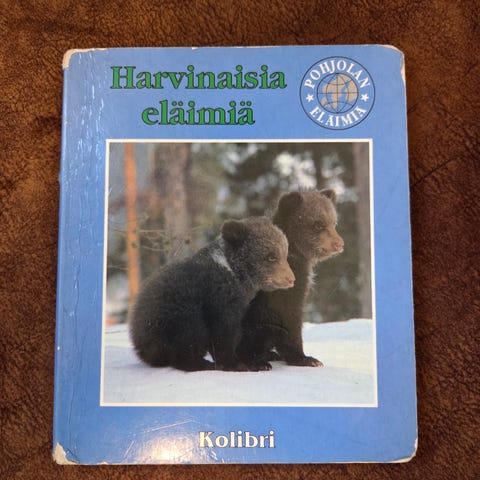 Harvinaisia
eläimiä
POHJOLAN
ELÄIMIÄ
Kolibri